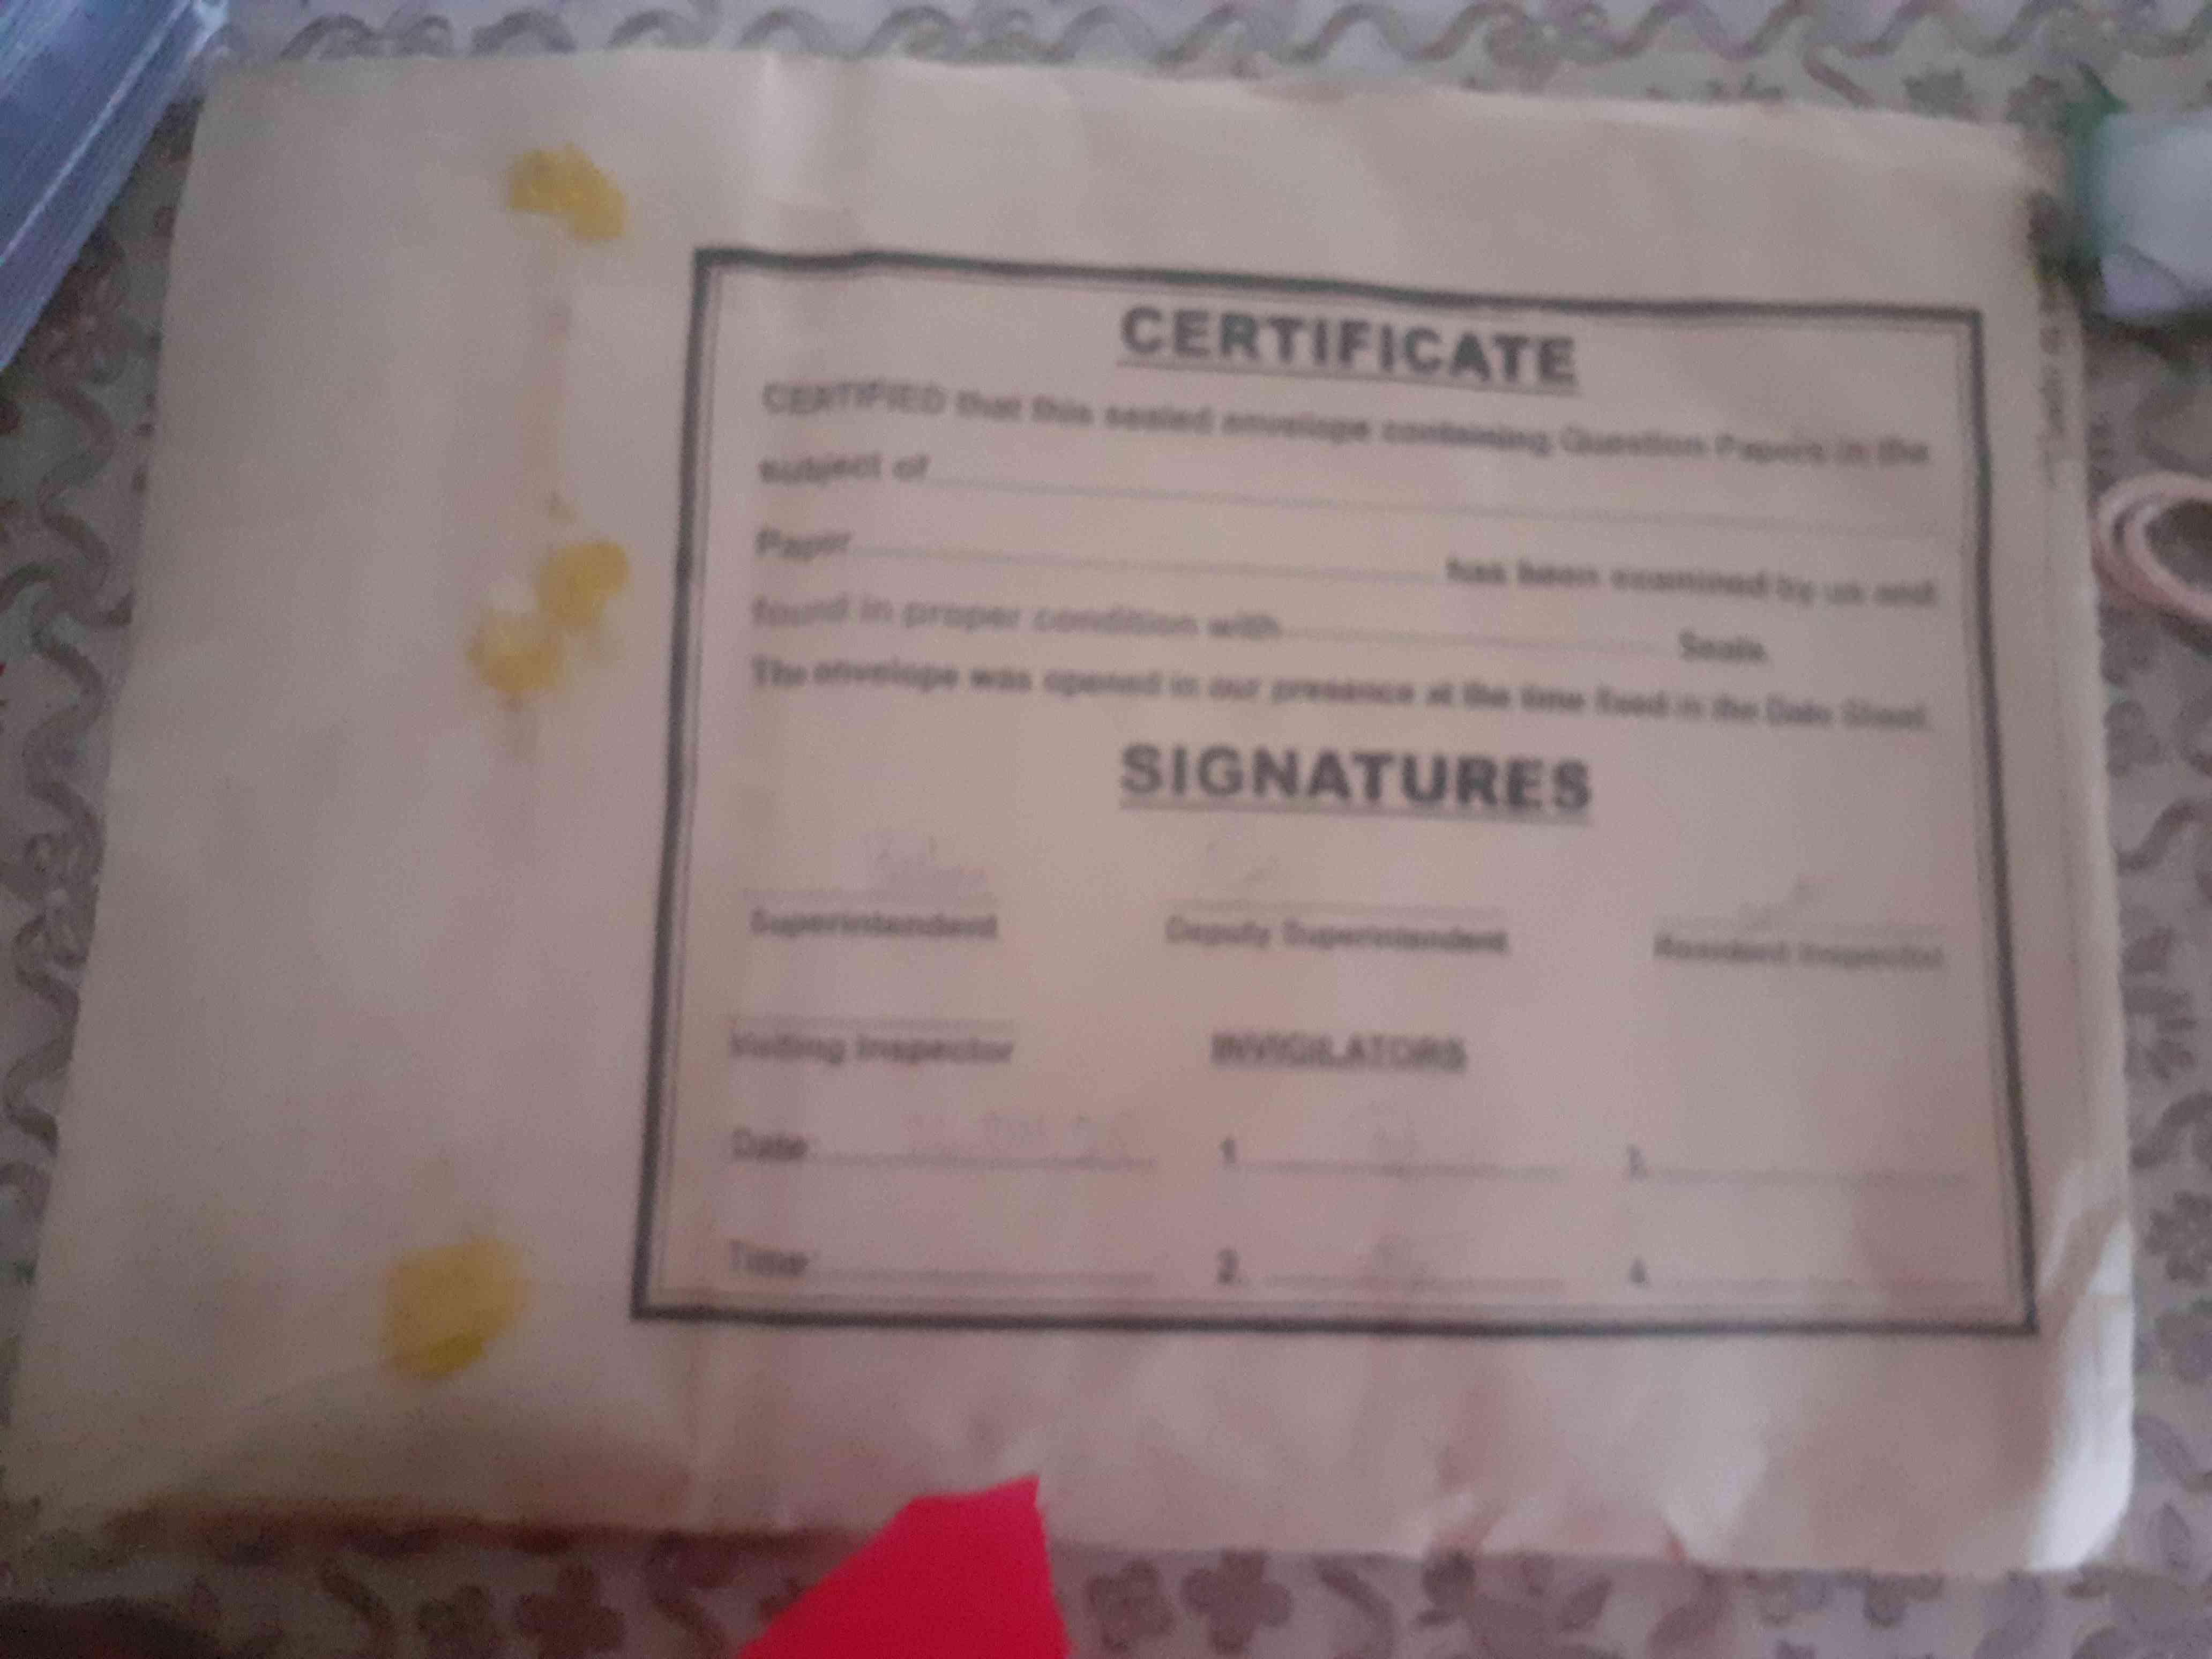 CERTIFICATE
CERTIFIED that this sealed envelope containing Question Papers in the
subject of
Paper has been examined by us and
found in proper condition with Seals.
The envelope was opened in our presence at the time fixed in the Date Sheet.
SIGNATURES
Superintendent Deputy Superintendent Resident Inspector
Visiting Inspector INVIGILATORS
Date: 1. 3.
Time: 2. 4.